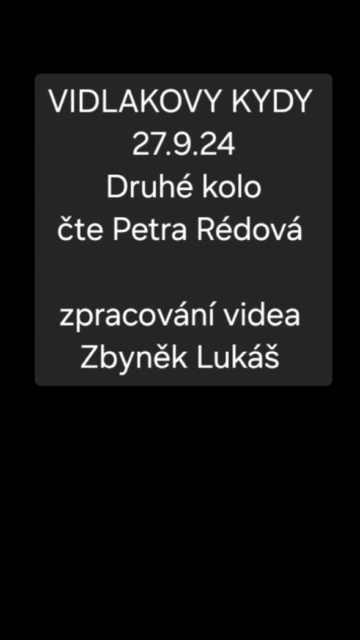 VIDLAKOVY KYDY
27.9.24
Druhé kolo
čte Petra Rédová
zpracování videa
Zbyněk Lukáš